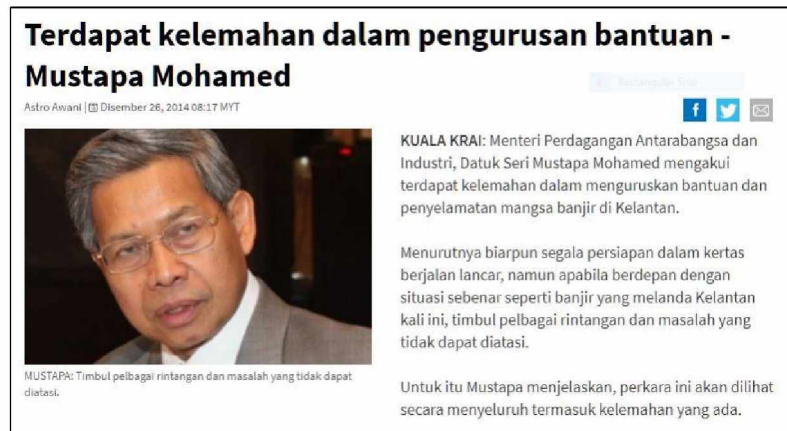 Terdapat kelemahan dalam pengurusan bantuan -
Mustapa Mohamed
Astro Awani | Disember 26, 2014 08:17 MYT
KUALA KRAI: Menteri Perdagangan Antarabangsa dan
Industri, Datuk Seri Mustapa Mohamed mengakui
terdapat kelemahan dalam menguruskan bantuan dan
penyelamatan mangsa banjir di Kelantan.
Menurutnya biarpun segala persiapan dalam kertas
berjalan lancar, namun apabila berdepan dengan
situasi sebenar seperti banjir yang melanda Kelantan
kali ini, timbul pelbagai rintangan dan masalah yang
tidak dapat diatasi.
Untuk itu Mustapa menjelaskan, perkara ini akan dilihat
secara menyeluruh termasuk kelemahan yang ada.
MUSTAPA: Timbul pelbagai rintangan dan masalah yang tidak dapat
diatasi.